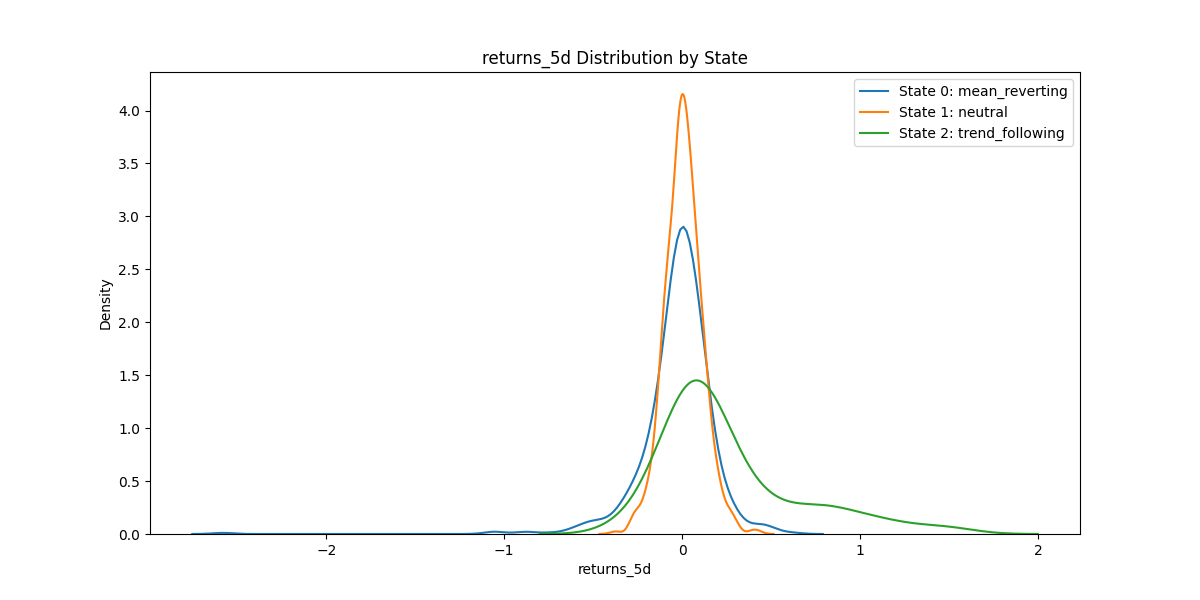 returns_5d Distribution by State
State 0: mean_reverting
State 1: neutral
State 2: trend_following
Density
4.0
3.5
3.0
2.5
2.0
1.5
1.0
0.5
0.0
−2 −1 0 1 2
returns_5d